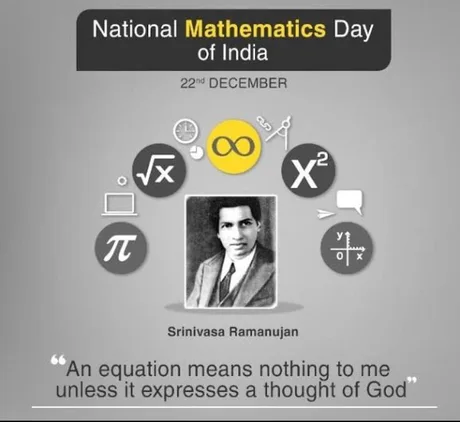 National Mathematics Day
of India
22nd DECEMBER
∞
√x
X²
π
y
0 x
Srinivasa Ramanujan
“An equation means nothing to me
unless it expresses a thought of God”